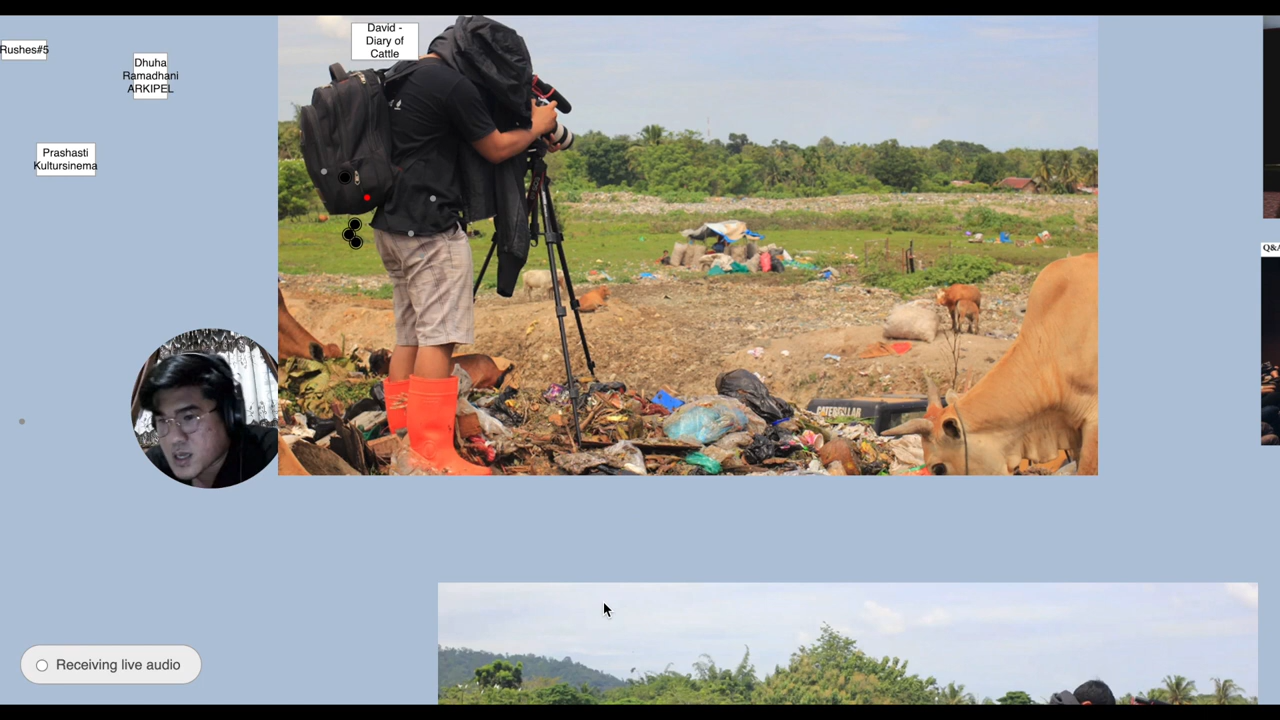 Rushes#5
Dhuha
Ramadhani
ARKIPEL
David -
Diary of
Cattle
Prashasti
Kultursinema
Q&A
CATERPILLAR
Receiving live audio